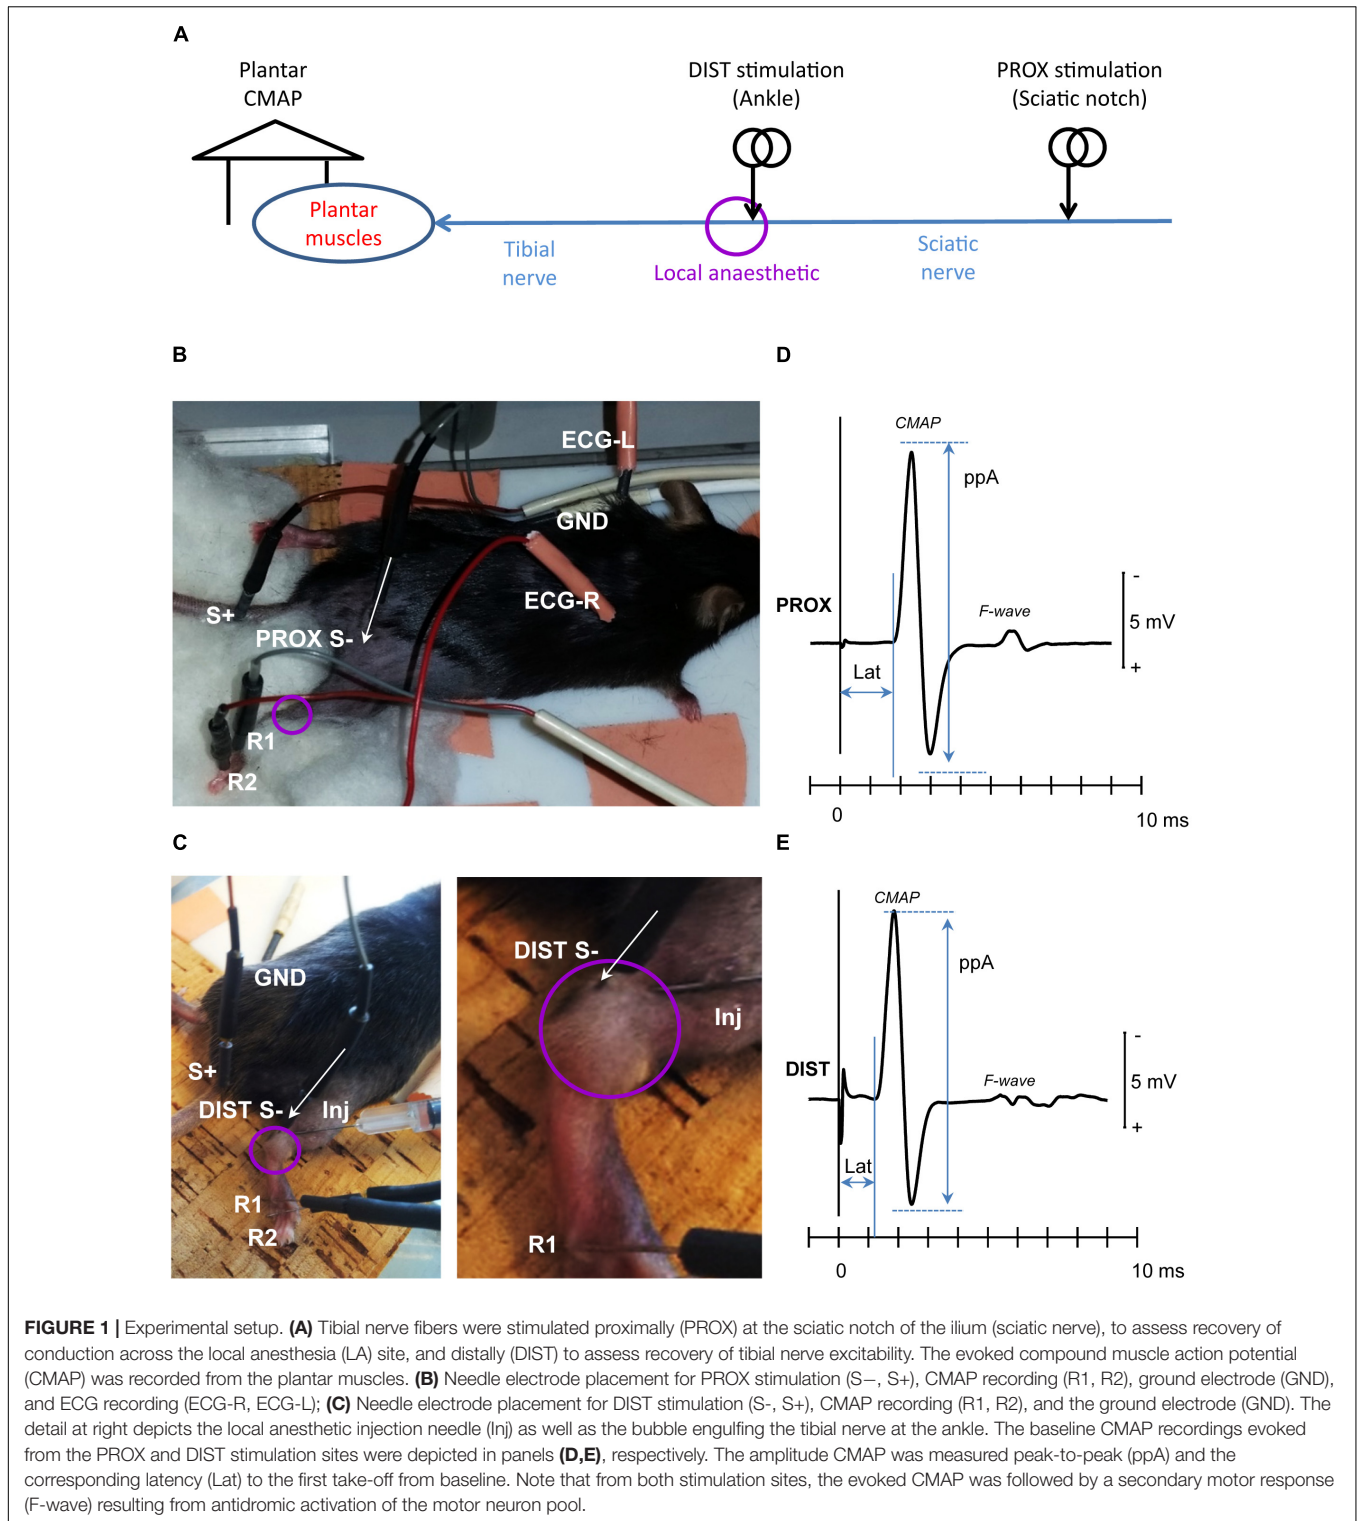 A
Plantar
CMAP
DIST stimulation
(Ankle)
PROX stimulation
(Sciatic notch)
Plantar
muscles
Tibial
nerve
Local anaesthetic
Sciatic
nerve
B
ECG-L
GND
ECG-R
S+
PROX S-
R1
R2
D
CMAP
ppA
PROX
F-wave
-
5 mV
+
Lat
0
10 ms
C
GND
S+
DIST S-
Inj
R1
R2
DIST S-
Inj
R1
E
CMAP
ppA
DIST
F-wave
-
5 mV
+
Lat
0
10 ms
FIGURE 1 | Experimental setup. (A) Tibial nerve fibers were stimulated proximally (PROX) at the sciatic notch of the ilium (sciatic nerve), to assess recovery of
conduction across the local anesthesia (LA) site, and distally (DIST) to assess recovery of tibial nerve excitability. The evoked compound muscle action potential
(CMAP) was recorded from the plantar muscles. (B) Needle electrode placement for PROX stimulation (S−, S+), CMAP recording (R1, R2), ground electrode (GND),
and ECG recording (ECG-R, ECG-L); (C) Needle electrode placement for DIST stimulation (S-, S+), CMAP recording (R1, R2), and the ground electrode (GND). The
detail at right depicts the local anesthetic injection needle (Inj) as well as the bubble engulfing the tibial nerve at the ankle. The baseline CMAP recordings evoked
from the PROX and DIST stimulation sites were depicted in panels (D,E), respectively. The amplitude CMAP was measured peak-to-peak (ppA) and the
corresponding latency (Lat) to the first take-off from baseline. Note that from both stimulation sites, the evoked CMAP was followed by a secondary motor response
(F-wave) resulting from antidromic activation of the motor neuron pool.